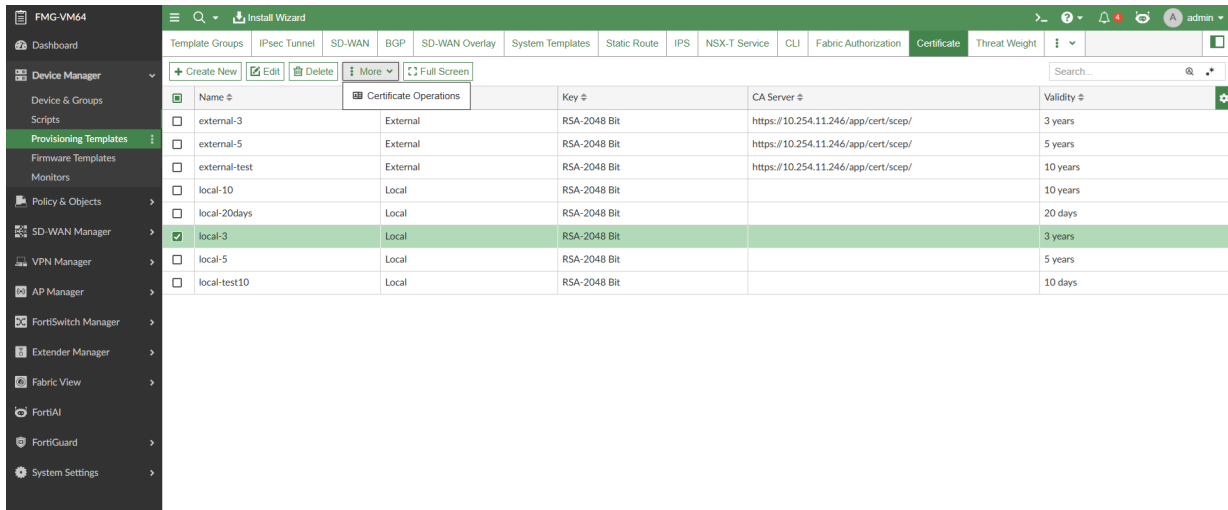 FMG-VM64
Install Wizard
4
A
admin
Dashboard
Template Groups IPsec Tunnel SD-WAN BGP SD-WAN Overlay System Templates Static Route IPS NSX-T Service CLI Fabric Authorization Certificate Threat Weight
Device Manager
+ Create New Edit Delete More Full Screen Search...
Device & Groups
Name Key CA Server Validity
Certificate Operations
Scripts
external-3 External RSA-2048 Bit https://10.254.11.246/app/cert/scep/ 3 years
Provisioning Templates
external-5 External RSA-2048 Bit https://10.254.11.246/app/cert/scep/ 5 years
Firmware Templates
external-test External RSA-2048 Bit https://10.254.11.246/app/cert/scep/ 10 years
Monitors
local-10 Local RSA-2048 Bit 10 years
Policy & Objects
local-20days Local RSA-2048 Bit 20 days
SD-WAN Manager
local-3 Local RSA-2048 Bit 3 years
VPN Manager
local-5 Local RSA-2048 Bit 5 years
local-test10 Local RSA-2048 Bit 10 days
AP Manager
FortiSwitch Manager
Extender Manager
Fabric View
FortiAI
FortiGuard
System Settings